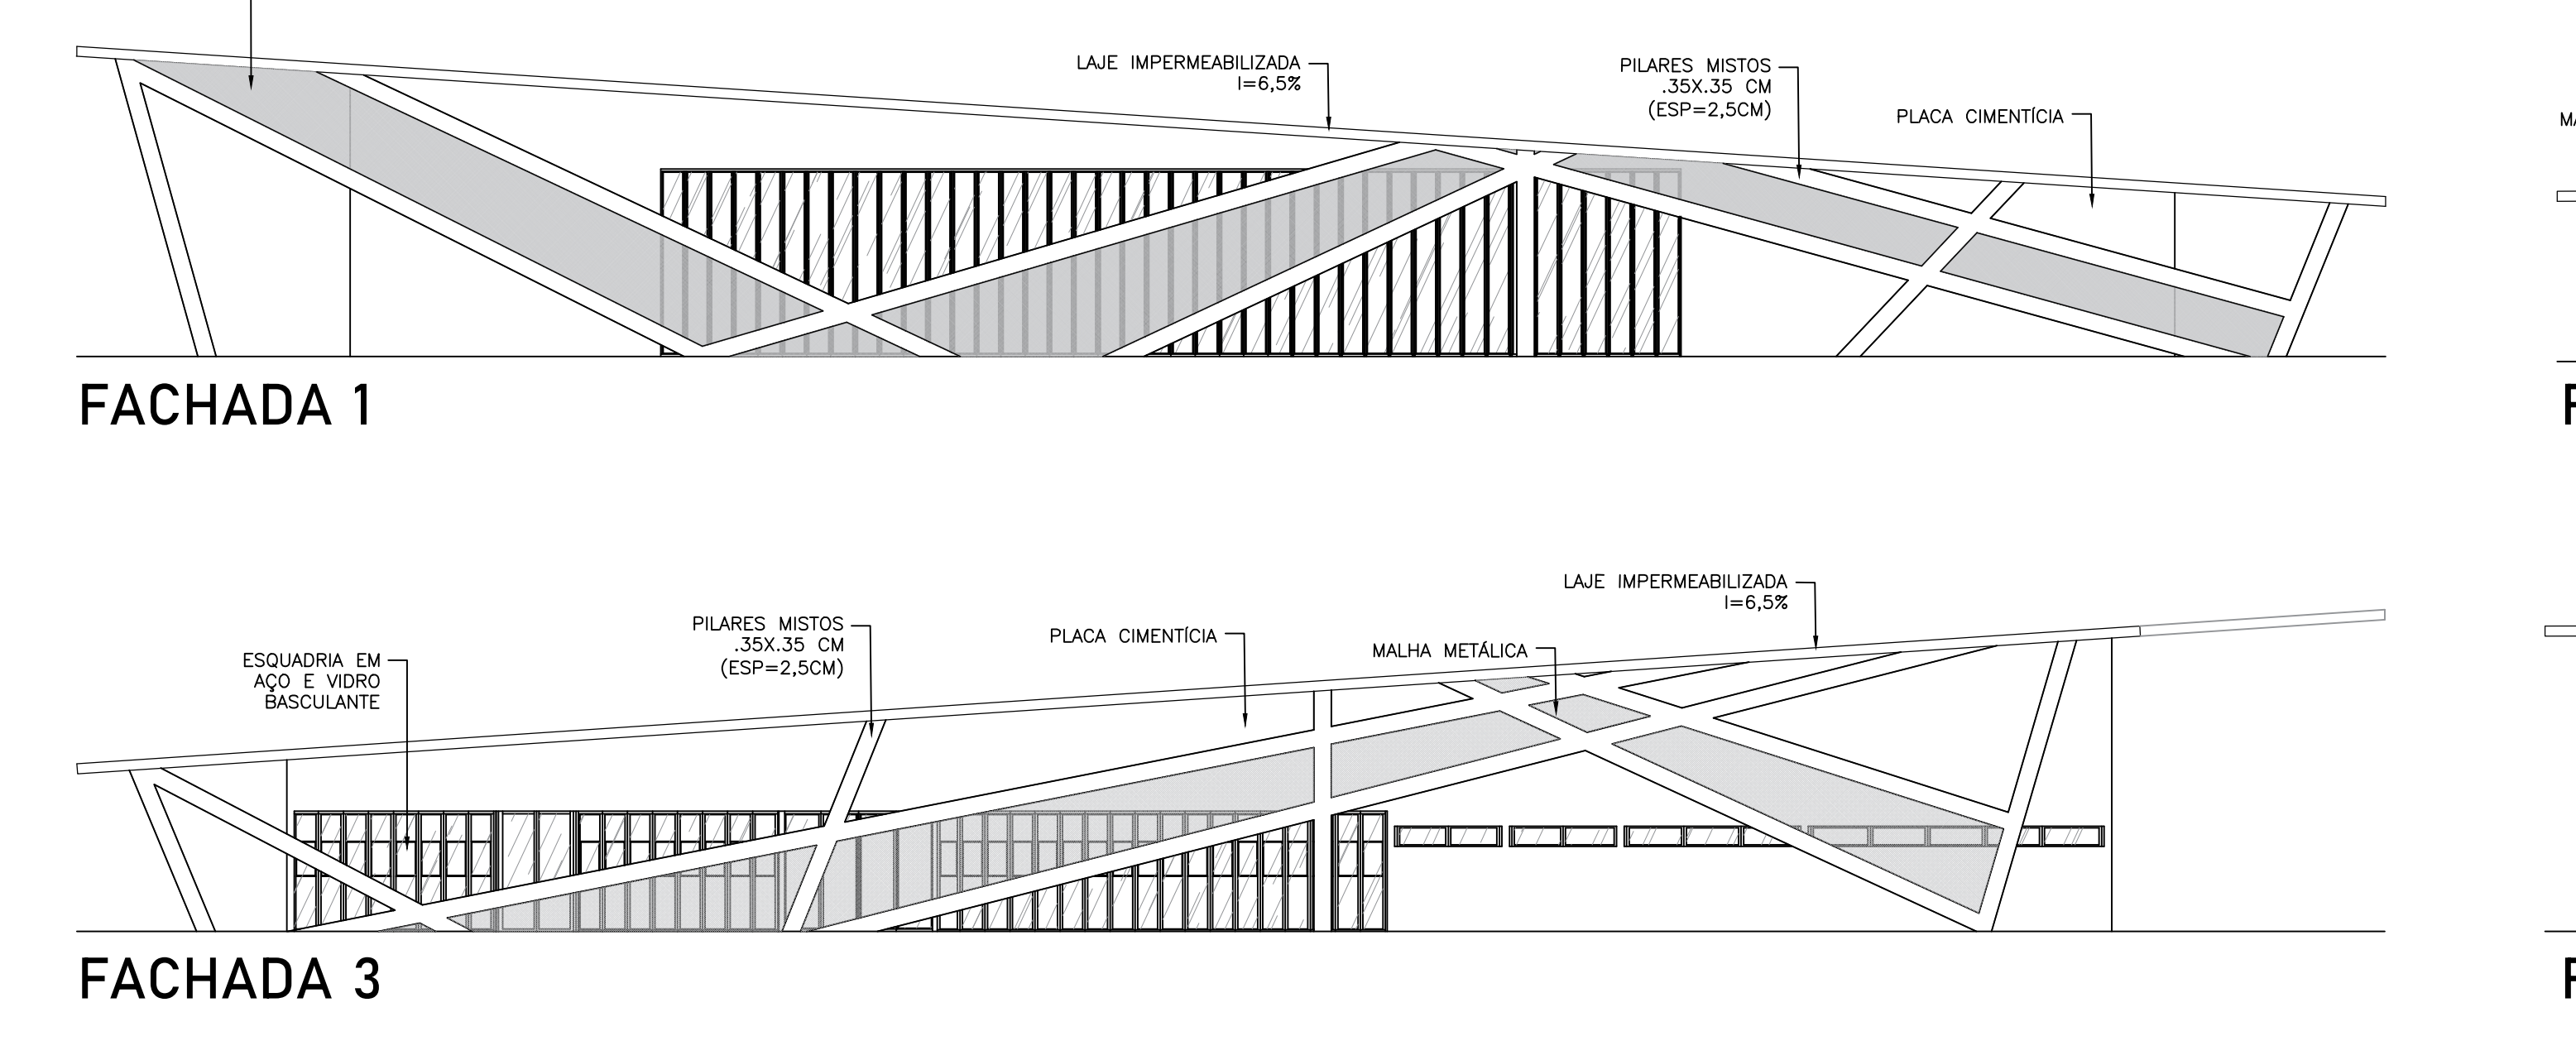 LAJE IMPERMEABILIZADA
I=6,5%
PILARES MISTOS
.35X.35 CM
(ESP=2,5CM)
PLACA CIMENTÍCIA
FACHADA 1
LAJE IMPERMEABILIZADA
I=6,5%
PILARES MISTOS
.35X.35 CM
(ESP=2,5CM)
PLACA CIMENTÍCIA
MALHA METÁLICA
ESQUADRIA EM
AÇO E VIDRO
BASCULANTE
FACHADA 3